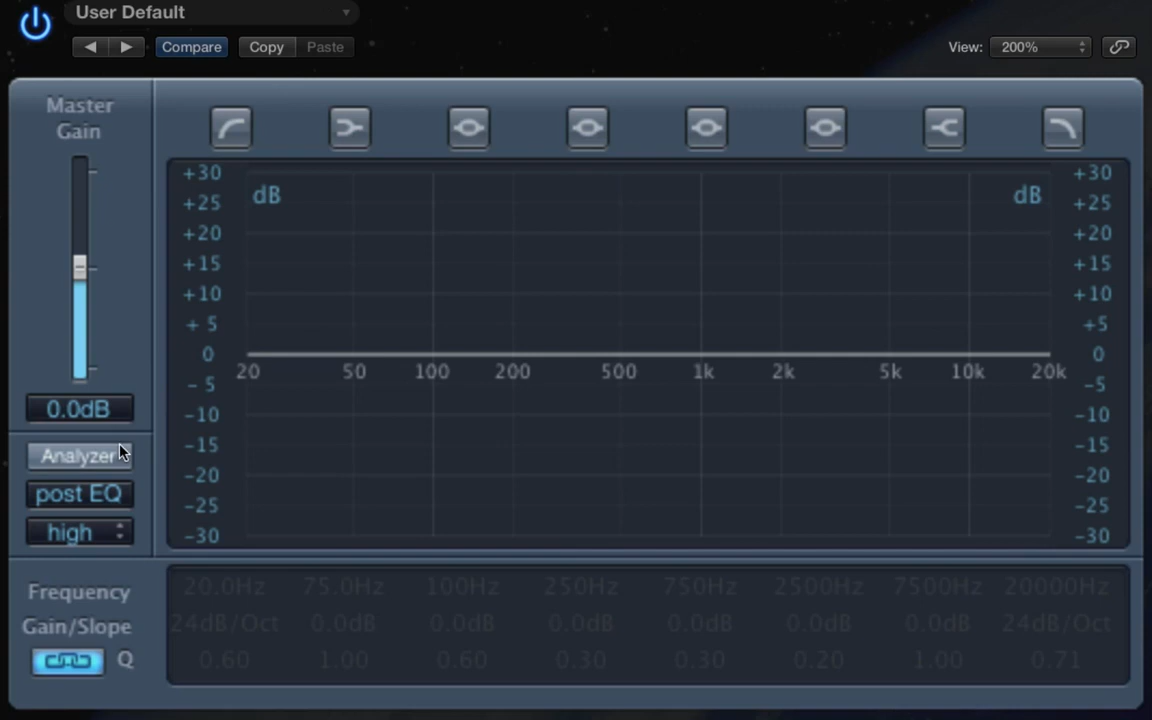 User Default
Compare Copy Paste View: 200%
Master
Gain
+30 dB dB +30
+25 +25
+20 +20
+15 +15
+10 +10
+ 5 +5
0 0
20 50 100 200 500 1k 2k 5k 10k 20k
- 5 -5
-10 -10
-15 -15
-20 -20
-25 -25
-30 -30
0.0dB
Analyzer
post EQ
high
Frequency 20.0Hz 75.0Hz 100Hz 250Hz 750Hz 2500Hz 7500Hz 20000Hz
Gain/Slope 24dB/Oct 0.0dB 0.0dB 0.0dB 0.0dB 0.0dB 0.0dB 24dB/Oct
Q 0.60 1.00 0.60 0.30 0.30 0.20 1.00 0.71